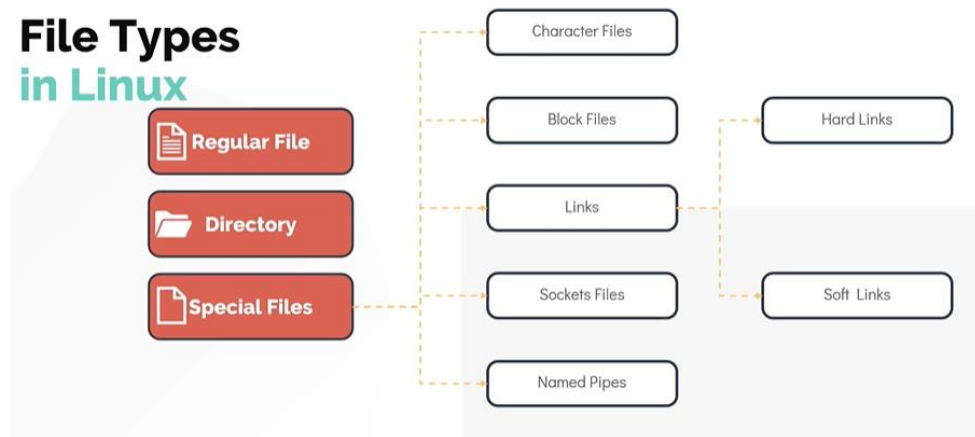 File Types
in Linux
Regular File
Directory
Special Files
Character Files
Block Files
Links
Sockets Files
Named Pipes
Hard Links
Soft Links